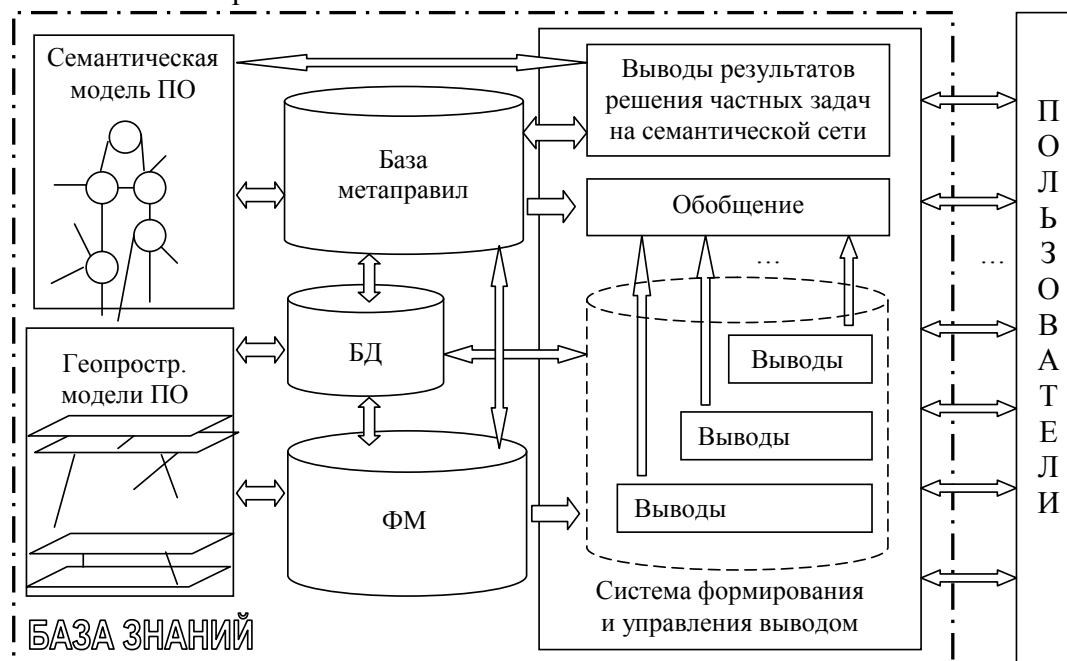 Семантическая
модель ПО
Выводы результатов
решения частных задач
на семантической сети
База
метаправил
Обобщение
...
...
БД
Геопростр.
модели ПО
Выводы
Выводы
Выводы
ФМ
Система формирования
и управления выводом
БАЗА ЗНАНИЙ
П
О
Л
Ь
З
О
В
А
Т
Е
Л
И